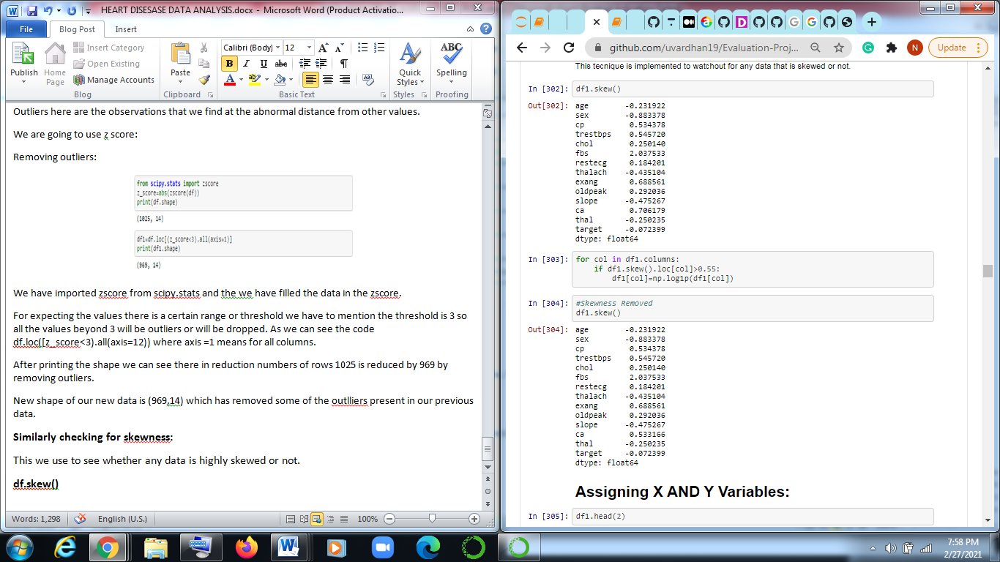 HEART DISESASE DATA ANALYSIS.docx - Microsoft Word (Product Activatio...
File
Blog Post
Insert
Publish
Home Page
Insert Category
Open Existing
Manage Accounts
Blog
Paste
Clipboard
Calibri (Body)
12
Basic Text
Quick Styles
Styles
ABC
Spelling
Proofing
Outliers here are the observations that we find at the abnormal distance from other values.
We are going to use z score:
Removing outliers:
from scipy.stats import zscore
z_score=abs(zscore(df))
print(df.shape)
(1025, 14)
df1=df.loc[(z_score<3).all(axis=1)]
print(df1.shape)
(969, 14)
We have imported zscore from scipy.stats and the we have filled the data in the zscore.
For expecting the values there is a certain range or threshold we have to mention the threshold is 3 so
all the values beyond 3 will be outliers or will be dropped. As we can see the code
df.loc([z_score<3).all(axis=12)) where axis =1 means for all columns.
After printing the shape we can see there in reduction numbers of rows 1025 is reduced by 969 by
removing outliers.
New shape of our new data is (969,14) which has removed some of the outlliers present in our previous
data.
Similarly checking for skewness:
This we use to see whether any data is highly skewed or not.
df.skew()
Words: 1,298
English (U.S.)
100%
github.com/uvardhan19/Evaluation-Proj...
N
Update
This tecnique is implemented to watchout for any data that is skewed or not.
In [302]: df1.skew()
Out[302]: age -0.231922
sex -0.883378
cp 0.534378
trestbps 0.545720
chol 0.250140
fbs 2.037533
restecg 0.184201
thalach -0.435104
exang 0.688561
oldpeak 0.292036
slope -0.475267
ca 0.706179
thal -0.250235
target -0.072399
dtype: float64
In [303]: for col in df1.columns:
if df1.skew().loc[col]>0.55:
df1[col]=np.log1p(df1[col])
In [304]: #Skewness Removed
df1.skew()
Out[304]: age -0.231922
sex -0.883378
cp 0.534378
trestbps 0.545720
chol 0.250140
fbs 2.037533
restecg 0.184201
thalach -0.435104
exang 0.688561
oldpeak 0.292036
slope -0.475267
ca 0.533166
thal -0.250235
target -0.072399
dtype: float64
Assigning X AND Y Variables:
In [305]: df1.head(2)
7:58 PM
2/27/2021